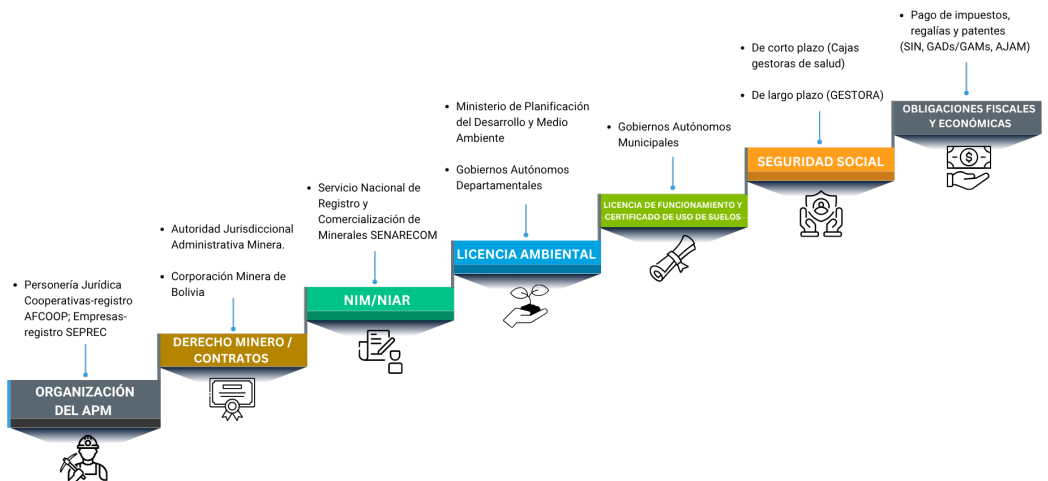 • Personería Jurídica
Cooperativas-registro
AFCOOP; Empresas-
registro SEPREC
ORGANIZACIÓN
DEL APM
• Autoridad Jurisdiccional
Administrativa Minera.
• Corporación Minera de
Bolivia
DERECHO MINERO /
CONTRATOS
• Servicio Nacional de
Registro y
Comercialización de
Minerales SENARECOM
NIM/NIAR
• Ministerio de Planificación
del Desarrollo y Medio
Ambiente
• Gobiernos Autónomos
Departamentales
LICENCIA AMBIENTAL
• Gobiernos Autónomos
Municipales
LICENCIA DE FUNCIONAMIENTO Y
CERTIFICADO DE USO DE SUELOS
• De corto plazo (Cajas
gestoras de salud)
• De largo plazo (GESTORA)
SEGURIDAD SOCIAL
• Pago de impuestos,
regalías y patentes
(SIN, GADs/GAMs, AJAM)
OBLIGACIONES FISCALES
Y ECONÓMICAS
$